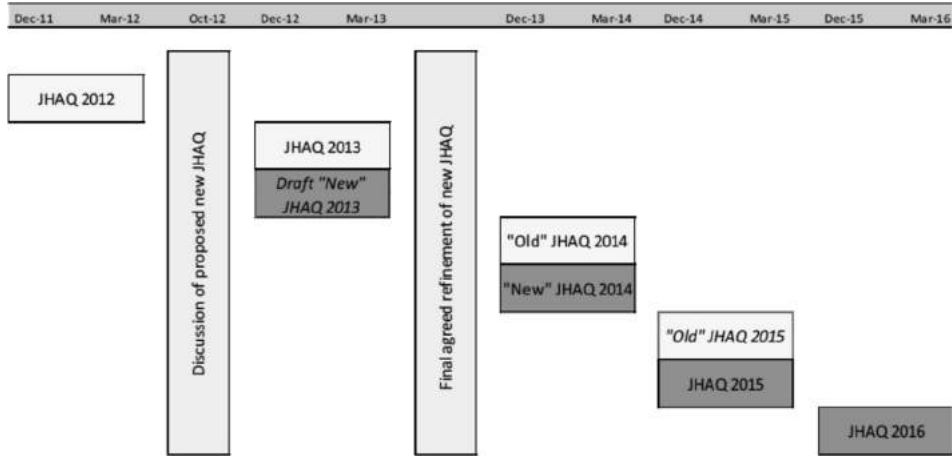 Dec-11 Mar-12 Oct-12 Dec-12 Mar-13 Dec-13 Mar-14 Dec-14 Mar-15 Dec-15 Mar-16
JHAQ 2012
Discussion of proposed new JHAQ
JHAQ 2013
Draft "New"
JHAQ 2013
Final agreed refinement of new JHAQ
"Old" JHAQ 2014
"New" JHAQ 2014
"Old" JHAQ 2015
JHAQ 2015
JHAQ 2016